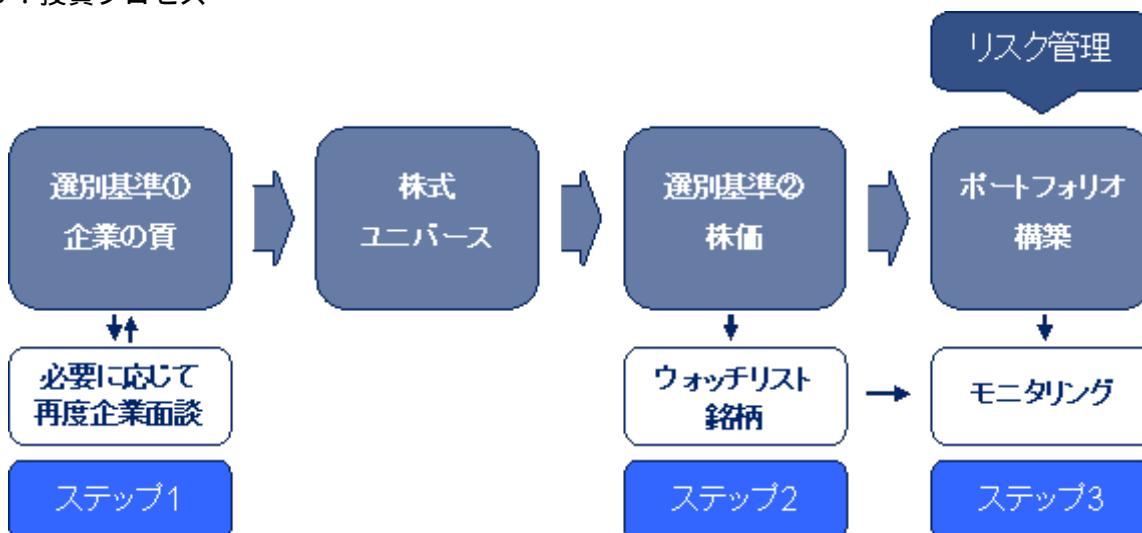 投資プロセス
リスク管理
選別基準①
企業の質
株式
ユニバース
選別基準②
株価
ポートフォリオ
構築
必要に応じて
再度企業面談
ウォッチリスト
銘柄
モニタリング
ステップ1
ステップ2
ステップ3